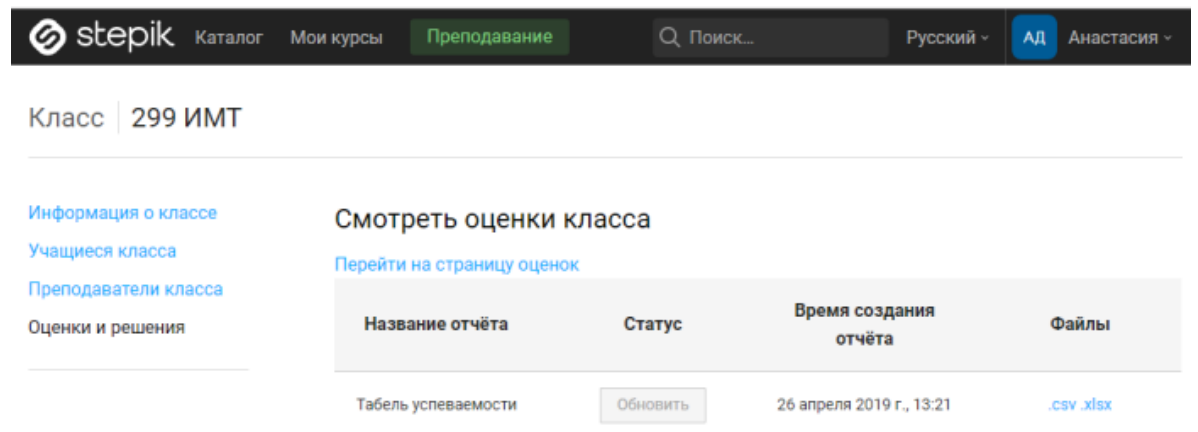 stepik Каталог Мои курсы Преподавание Поиск... Русский АД Анастасия
Класс 299 ИМТ
Информация о классе
Учащиеся класса
Преподаватели класса
Оценки и решения
Смотреть оценки класса
Перейти на страницу оценок
Название отчёта Статус Время создания отчёта Файлы
Табель успеваемости Обновить 26 апреля 2019 г., 13:21 .csv .xlsx